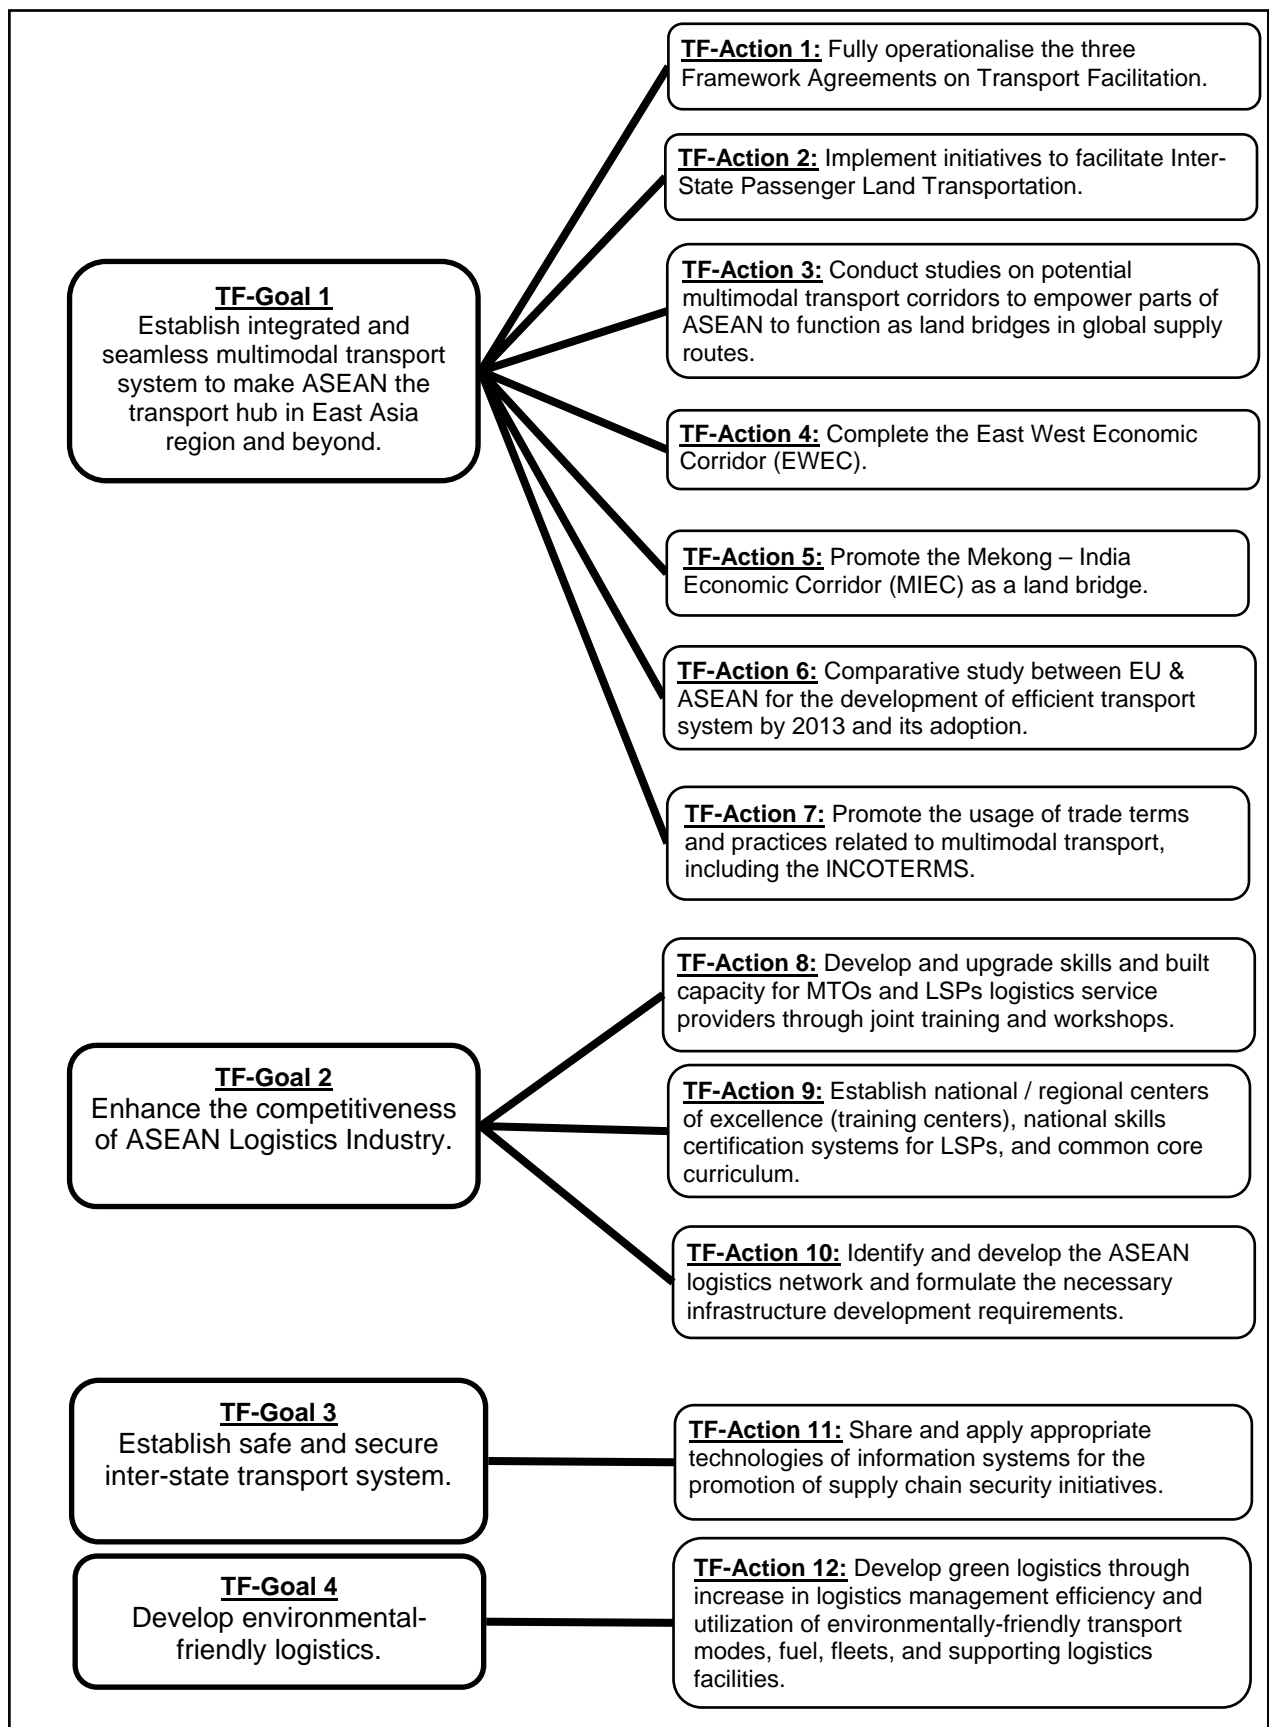 TF-Action 1: Fully operationalise the three
Framework Agreements on Transport Facilitation.
TF-Action 2: Implement initiatives to facilitate Inter-
State Passenger Land Transportation.
TF-Goal 1
Establish integrated and
seamless multimodal transport
system to make ASEAN the
transport hub in East Asia
region and beyond.
TF-Action 3: Conduct studies on potential
multimodal transport corridors to empower parts of
ASEAN to function as land bridges in global supply
routes.
TF-Action 4: Complete the East West Economic
Corridor (EWEC).
TF-Action 5: Promote the Mekong – India
Economic Corridor (MIEC) as a land bridge.
TF-Action 6: Comparative study between EU &
ASEAN for the development of efficient transport
system by 2013 and its adoption.
TF-Action 7: Promote the usage of trade terms
and practices related to multimodal transport,
including the INCOTERMS.
TF-Goal 2
Enhance the competitiveness
of ASEAN Logistics Industry.
TF-Action 8: Develop and upgrade skills and built
capacity for MTOs and LSPs logistics service
providers through joint training and workshops.
TF-Action 9: Establish national / regional centers
of excellence (training centers), national skills
certification systems for LSPs, and common core
curriculum.
TF-Action 10: Identify and develop the ASEAN
logistics network and formulate the necessary
infrastructure development requirements.
TF-Goal 3
Establish safe and secure
inter-state transport system.
TF-Action 11: Share and apply appropriate
technologies of information systems for the
promotion of supply chain security initiatives.
TF-Goal 4
Develop environmental-
friendly logistics.
TF-Action 12: Develop green logistics through
increase in logistics management efficiency and
utilization of environmentally-friendly transport
modes, fuel, fleets, and supporting logistics
facilities.